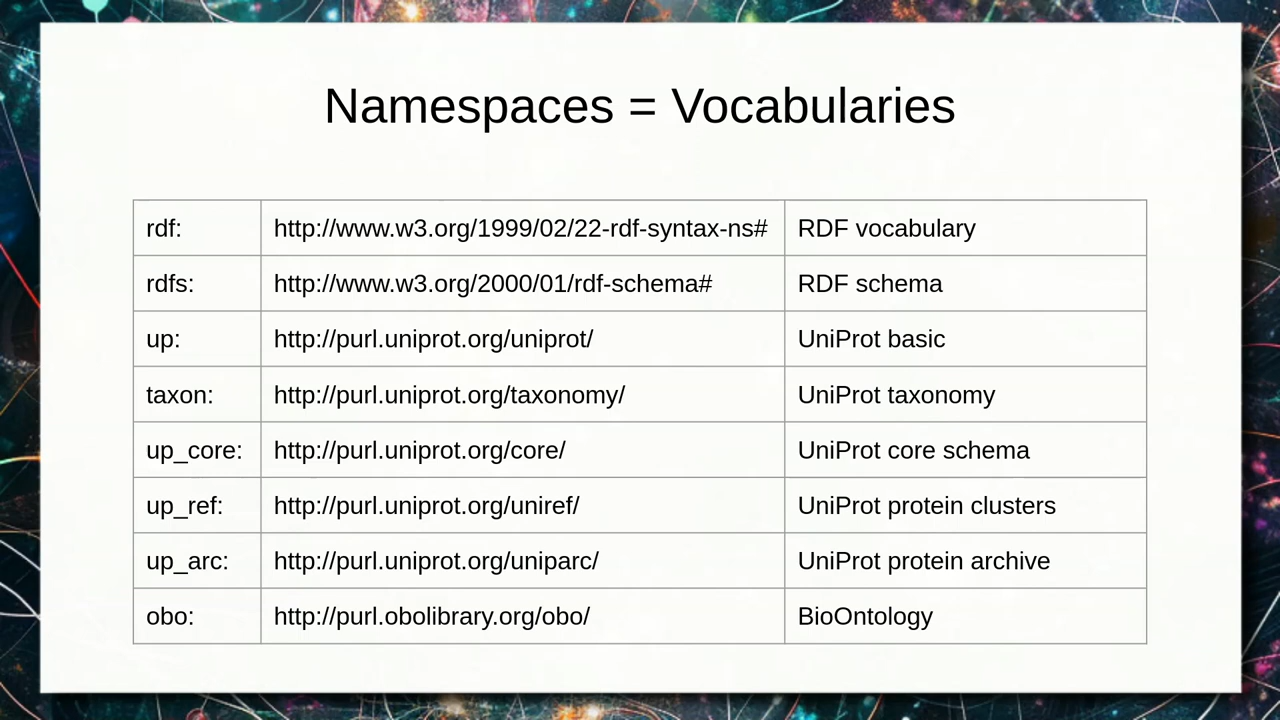 Namespaces = Vocabularies
rdf: http://www.w3.org/1999/02/22-rdf-syntax-ns# RDF vocabulary
rdfs: http://www.w3.org/2000/01/rdf-schema# RDF schema
up: http://purl.uniprot.org/uniprot/ UniProt basic
taxon: http://purl.uniprot.org/taxonomy/ UniProt taxonomy
up_core: http://purl.uniprot.org/core/ UniProt core schema
up_ref: http://purl.uniprot.org/uniref/ UniProt protein clusters
up_arc: http://purl.uniprot.org/uniparc/ UniProt protein archive
obo: http://purl.obolibrary.org/obo/ BioOntology